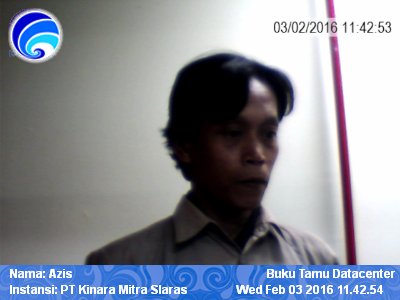 03/02/2016 11:42:53
Nama: Azis
Buku Tamu Datacenter
Instansi: PT Kinara Mitra Slaras
Wed Feb 03 2016 11.42.54